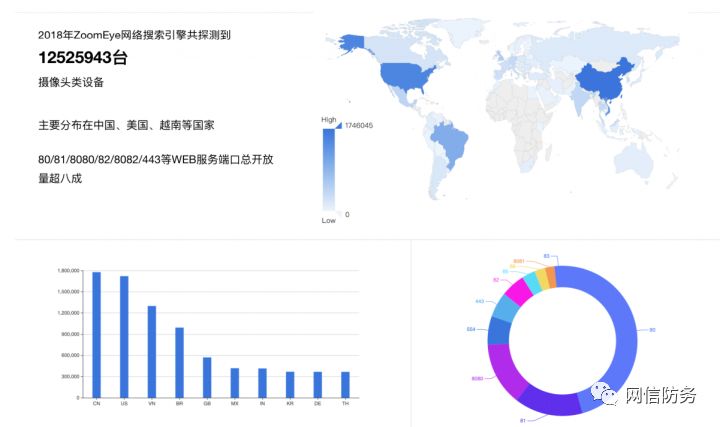 2018年ZoomEye网络搜索引擎共探测到
12525943台
摄像头类设备
主要分布在中国、美国、越南等国家
80/81/8080/82/8082/443等WEB服务端口总开放
量超八成
High
1746045
0
Low
1,800,000
1,500,000
1,200,000
900,000
600,000
300,000
0
CN US VN BR GB MX IN KR DE TH
83
8081
82
443
554
8080
81
80
网信防务